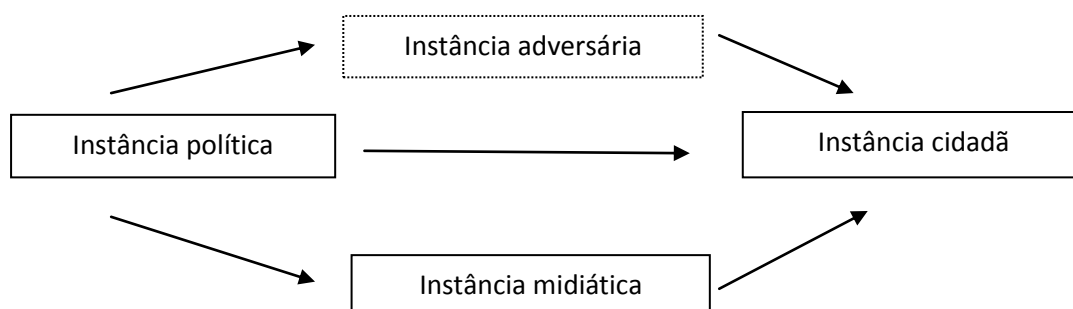 Instância adversária
Instância política
Instância cidadã
Instância midiática